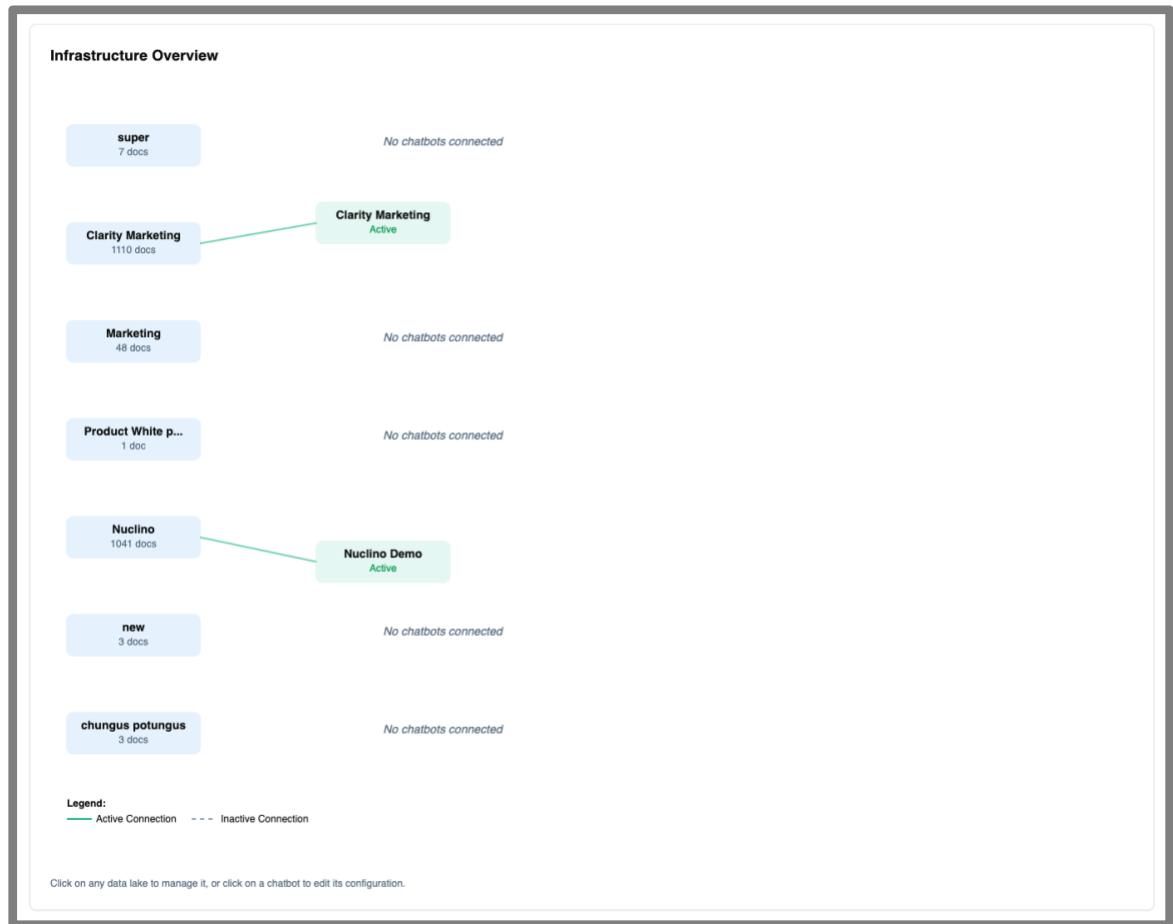 Infrastructure Overview
super
7 docs
No chatbots connected
Clarity Marketing
Active
Clarity Marketing
1110 docs
Marketing
48 docs
No chatbots connected
Product White p...
1 doc
No chatbots connected
Nuclino
1041 docs
Nuclino Demo
Active
new
3 docs
No chatbots connected
chungus potungus
3 docs
No chatbots connected
Legend:
Active Connection Inactive Connection
Click on any data lake to manage it, or click on a chatbot to edit its configuration.